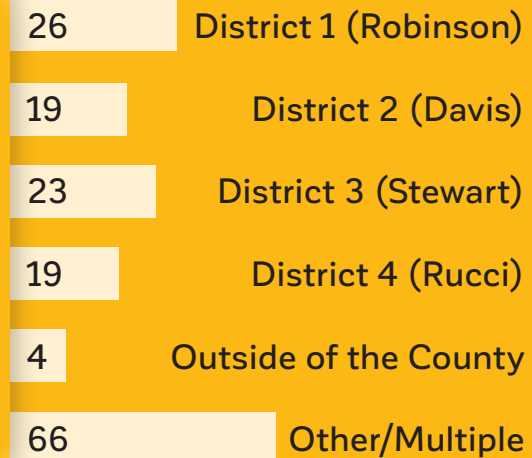 26 District 1 (Robinson)
19 District 2 (Davis)
23 District 3 (Stewart)
19 District 4 (Rucci)
4 Outside of the County
66 Other/Multiple